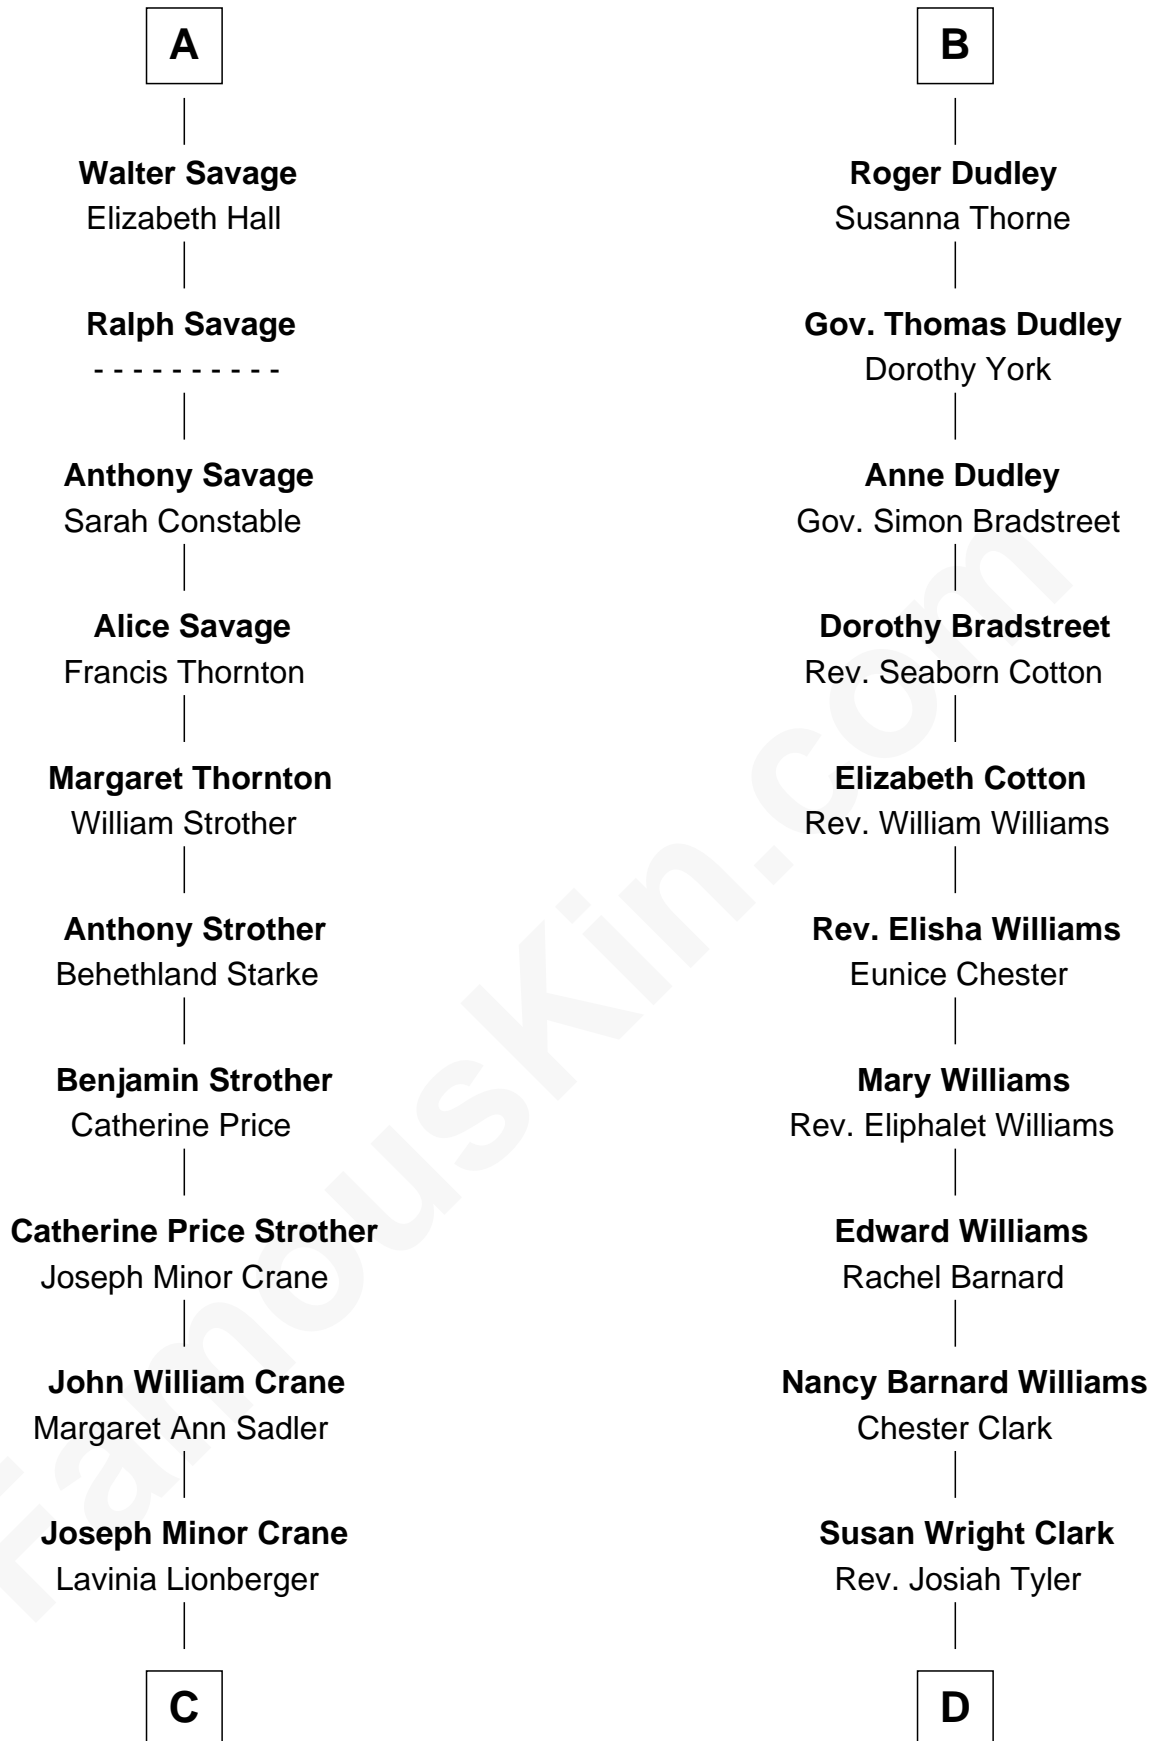 A
Walter Savage
Elizabeth Hall
Ralph Savage
- - - - - - - - - -
Anthony Savage
Sarah Constable
Alice Savage
Francis Thornton
Margaret Thornton
William Strother
Anthony Strother
Behethland Starke
Benjamin Strother
Catherine Price
Catherine Price Strother
Joseph Minor Crane
John William Crane
Margaret Ann Sadler
Joseph Minor Crane
Lavinia Lionberger
C
B
Roger Dudley
Susanna Thorne
Gov. Thomas Dudley
Dorothy York
Anne Dudley
Gov. Simon Bradstreet
Dorothy Bradstreet
Rev. Seaborn Cotton
Elizabeth Cotton
Rev. William Williams
Rev. Elisha Williams
Eunice Chester
Mary Williams
Rev. Eliphalet Williams
Edward Williams
Rachel Barnard
Nancy Barnard Williams
Chester Clark
Susan Wright Clark
Rev. Josiah Tyler
D
FamousKin.com